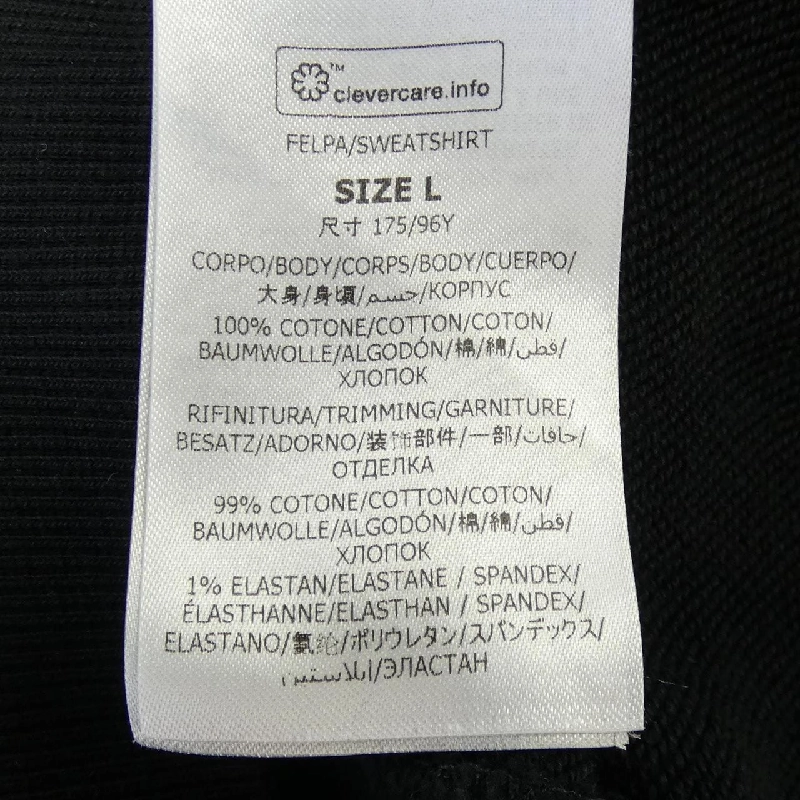 ™
clevercare.info
FELPA/SWEATSHIRT
SIZE L
尺寸 175/96Y
CORPO/BODY/CORPS/BODY/CUERPO/
大身/身頃/جسم/КОРПУС
100% COTONE/COTTON/COTON/
BAUMWOLLE/ALGODÓN/棉/綿/قطن/
ХЛОПОК
RIFINITURA/TRIMMING/GARNITURE/
BESATZ/ADORNO/装饰部件/一部/حافات/
ОТДЕЛКА
99% COTONE/COTTON/COTON/
BAUMWOLLE/ALGODÓN/棉/綿/قطن/
ХЛОПОК
1% ELASTAN/ELASTANE / SPANDEX/
ÉLASTHANNE/ELASTHAN / SPANDEX/
ELASTANO/氨纶/ポリウレタン/スパンデックス/
إيلاستين/ЭЛАСТАН